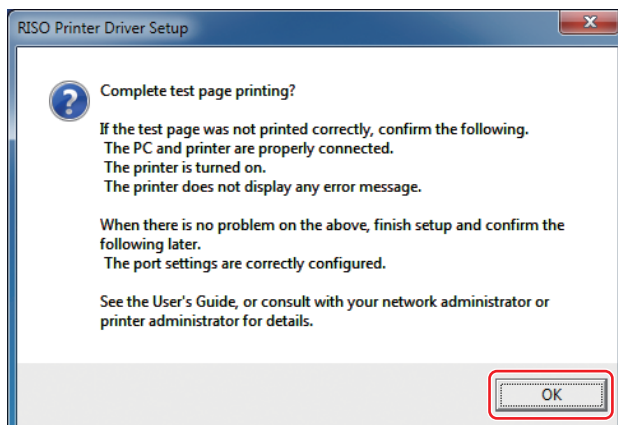 RISO Printer Driver Setup
Complete test page printing?
If the test page was not printed correctly, confirm the following.
The PC and printer are properly connected.
The printer is turned on.
The printer does not display any error message.
When there is no problem on the above, finish setup and confirm the
following later.
The port settings are correctly configured.
See the User's Guide, or consult with your network administrator or
printer administrator for details.
OK